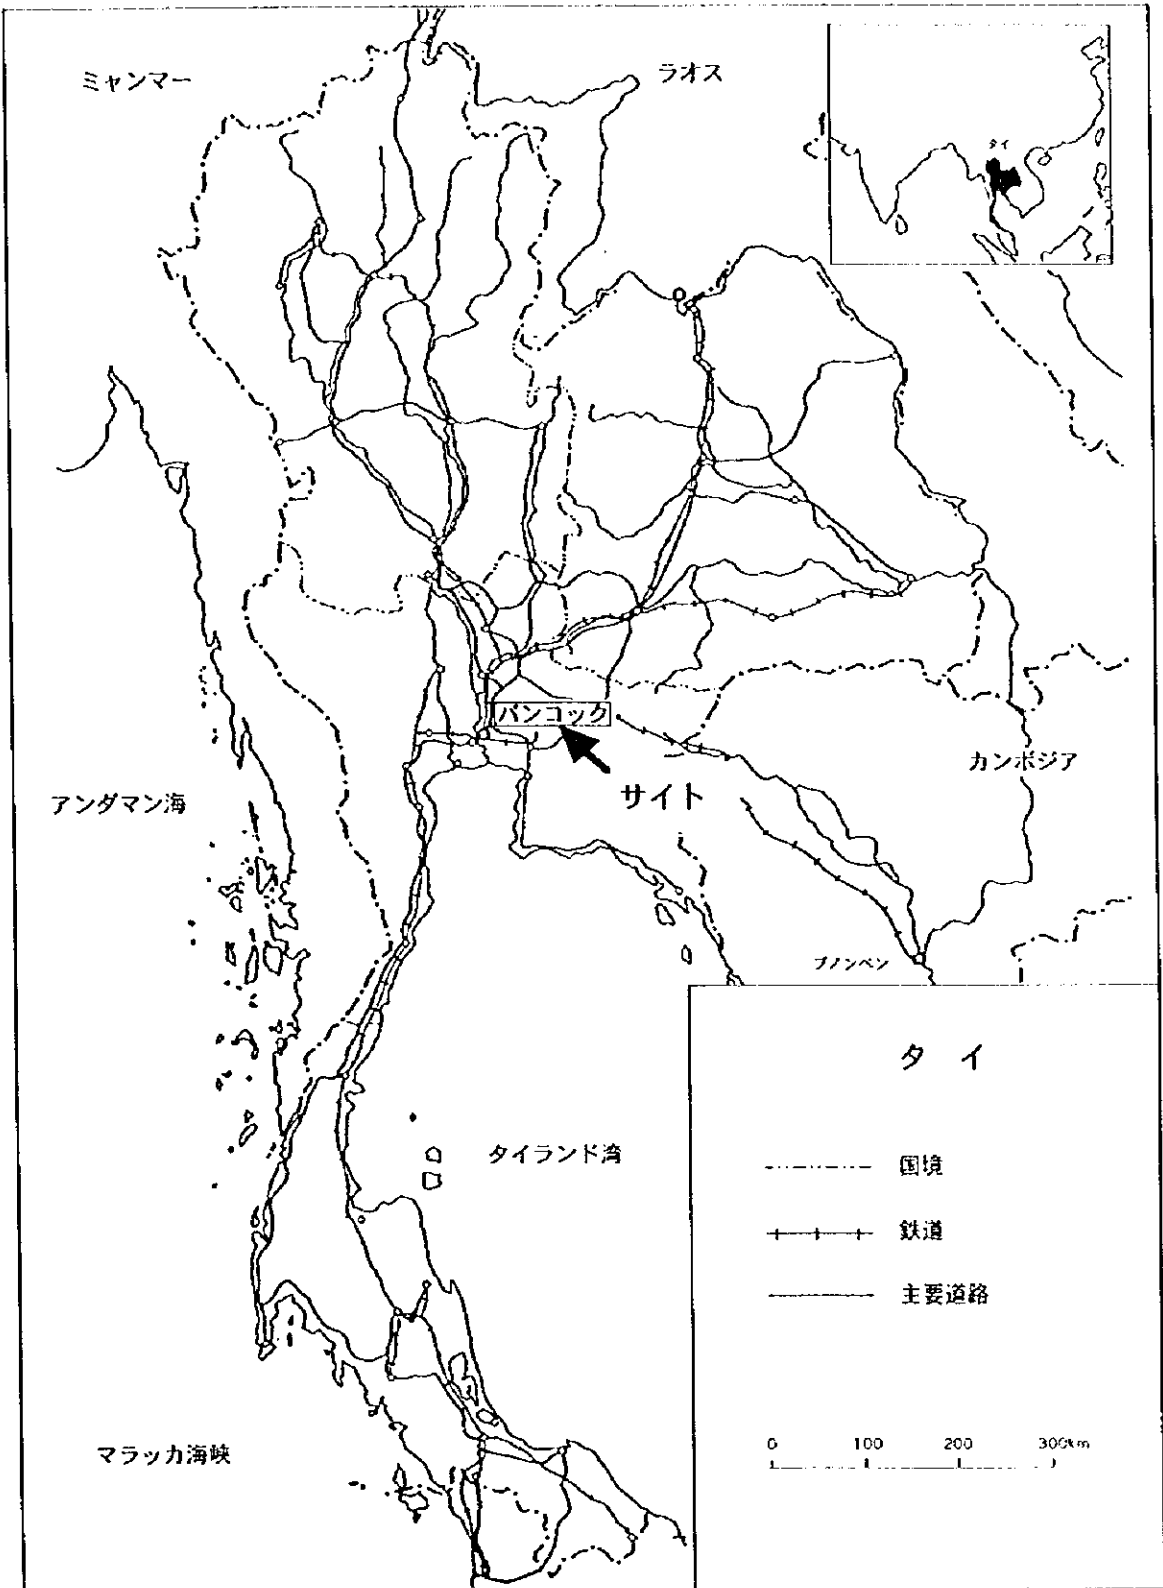 ミャンマー
ラオス
タイ
バンコック
サイト
カンボジア
アンダマン海
プノンペン
タイランド湾
マラッカ海峡
タイ
国境
鉄道
主要道路
0 100 200 300km